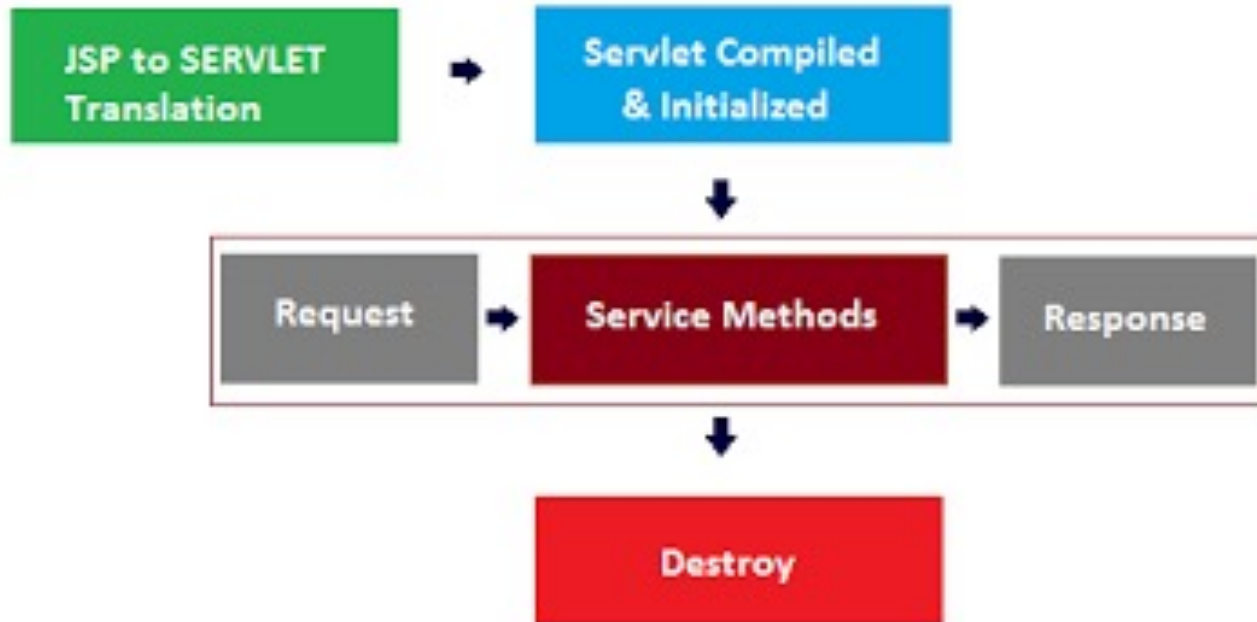 JSP to SERVLET
Translation
Servlet Compiled
& Initialized
Request
Service Methods
Response
Destroy